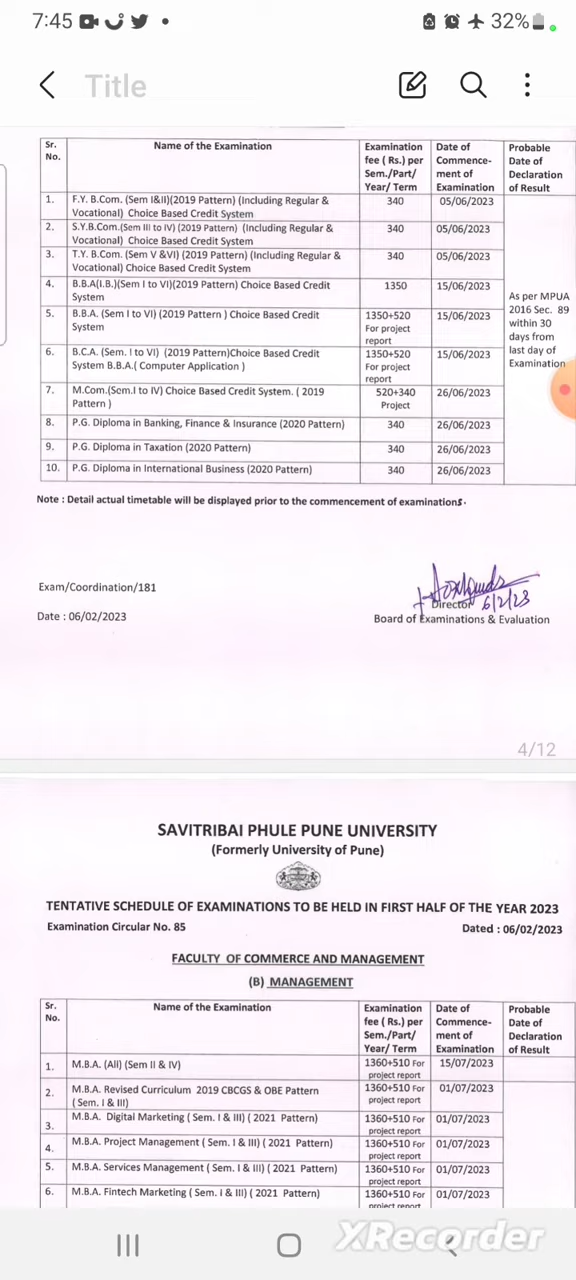 7:45
32%
Title
Sr. No. Name of the Examination Examination fee ( Rs.) per Sem./Part/ Year/ Term Date of Commence-ment of Examination Probable Date of Declaration of Result
1. F.Y. B.Com. (Sem I&II)(2019 Pattern) (Including Regular & Vocational) Choice Based Credit System 340 05/06/2023
2. S.Y.B.Com.(Sem III to IV) (2019 Pattern) (Including Regular & Vocational) Choice Based Credit System 340 05/06/2023
3. T.Y. B.Com. (Sem V &VI) (2019 Pattern) (Including Regular & Vocational) Choice Based Credit System 340 05/06/2023
4. B.B.A(I.B.)(Sem I to VI)(2019 Pattern) Choice Based Credit System 1350 15/06/2023
5. B.B.A. (Sem I to VI) (2019 Pattern ) Choice Based Credit System 1350+520 For project report 15/06/2023
6. B.C.A. (Sem. I to VI) (2019 Pattern)Choice Based Credit System B.B.A.( Computer Application ) 1350+520 For project report 15/06/2023
7. M.Com.(Sem.I to IV) Choice Based Credit System. ( 2019 Pattern ) 520+340 Project 26/06/2023
8. P.G. Diploma in Banking, Finance & Insurance (2020 Pattern) 340 26/06/2023
9. P.G. Diploma in Taxation (2020 Pattern) 340 26/06/2023
10. P.G. Diploma in International Business (2020 Pattern) 340 26/06/2023
As per MPUA
2016 Sec. 89
within 30
days from
last day of
Examination
Note : Detail actual timetable will be displayed prior to the commencement of examinations.
Exam/Coordination/181
Date : 06/02/2023
Director 6/2/23
Board of Examinations & Evaluation
4/12
SAVITRIBAI PHULE PUNE UNIVERSITY
(Formerly University of Pune)
TENTATIVE SCHEDULE OF EXAMINATIONS TO BE HELD IN FIRST HALF OF THE YEAR 2023
Examination Circular No. 85 Dated : 06/02/2023
FACULTY OF COMMERCE AND MANAGEMENT
(B) MANAGEMENT
Sr. No. Name of the Examination Examination fee ( Rs.) per Sem./Part/ Year/ Term Date of Commence-ment of Examination Probable Date of Declaration of Result
1. M.B.A. (All) (Sem II & IV) 1360+510 For project report 15/07/2023
2. M.B.A. Revised Curriculum 2019 CBCGS & OBE Pattern (Sem. I & III) 1360+510 For project report 01/07/2023
3. M.B.A. Digital Marketing ( Sem. I & III) ( 2021 Pattern) 1360+510 For project report 01/07/2023
4. M.B.A. Project Management ( Sem. I & III) ( 2021 Pattern) 1360+510 For project report 01/07/2023
5. M.B.A. Services Management ( Sem. I & III) ( 2021 Pattern) 1360+510 For project report 01/07/2023
6. M.B.A. Fintech Marketing ( Sem. I & III) ( 2021 Pattern) 1360+510 For project report 01/07/2023
XRecorder